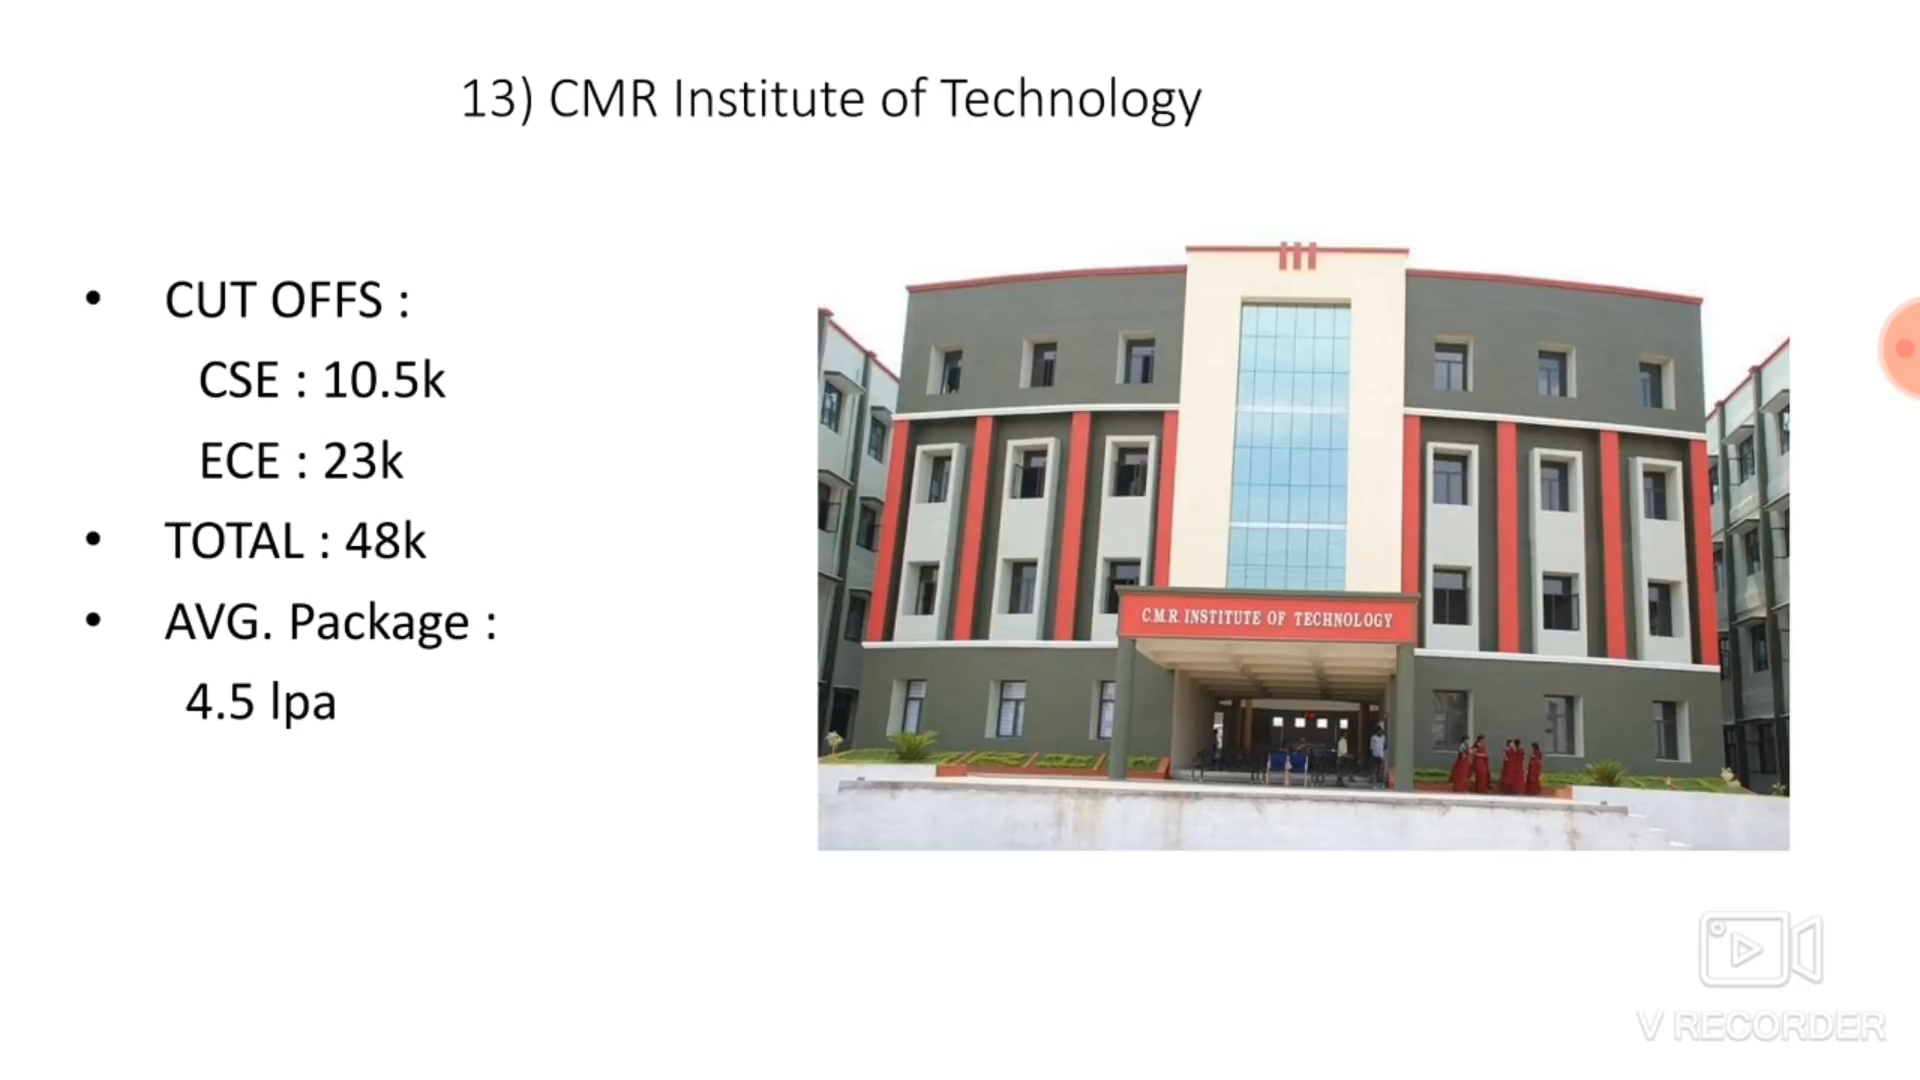 13) CMR Institute of Technology
• CUT OFFS :
CSE : 10.5k
ECE : 23k
• TOTAL : 48k
• AVG. Package :
4.5 lpa
C.M.R. INSTITUTE OF TECHNOLOGY
V RECORDER